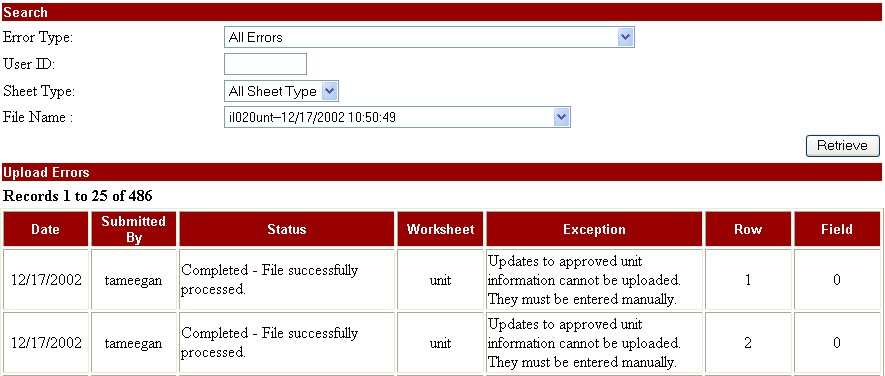 Search
Error Type: All Errors
User ID:
Sheet Type: All Sheet Type
File Name : il020unt--12/17/2002 10:50:49
Retrieve
Upload Errors
Records 1 to 25 of 486
Date Submitted By Status Worksheet Exception Row Field
12/17/2002 tameegan Completed - File successfully processed. unit Updates to approved unit information cannot be uploaded. They must be entered manually. 1 0
12/17/2002 tameegan Completed - File successfully processed. unit Updates to approved unit information cannot be uploaded. They must be entered manually. 2 0